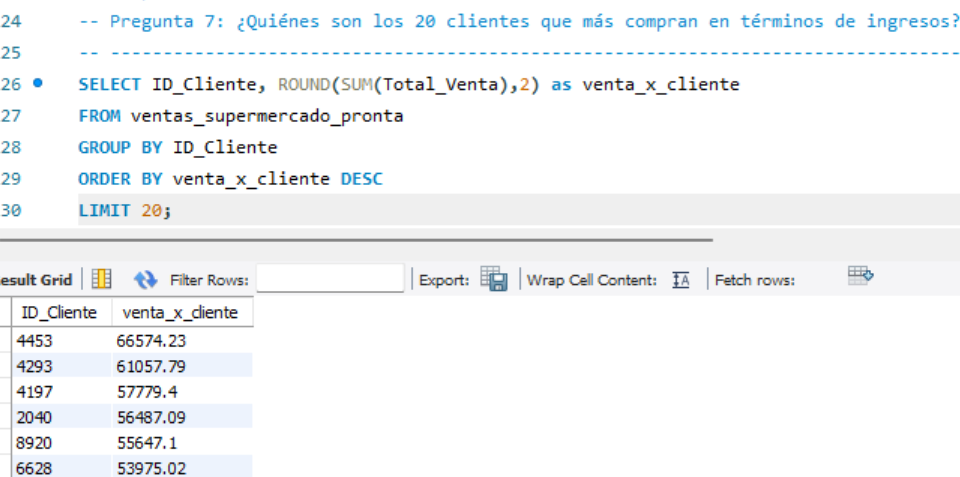 24 -- Pregunta 7: ¿Quiénes son los 20 clientes que más compran en términos de ingresos?
25 -- ---------------------------------------------------------------------------------
26 SELECT ID_Cliente, ROUND(SUM(Total_Venta),2) as venta_x_cliente
27 FROM ventas_supermercado_pronta
28 GROUP BY ID_Cliente
29 ORDER BY venta_x_cliente DESC
30 LIMIT 20;
esult Grid Filter Rows: Export: Wrap Cell Content: Fetch rows:
ID_Cliente venta_x_cliente
4453 66574.23
4293 61057.79
4197 57779.4
2040 56487.09
8920 55647.1
6628 53975.02